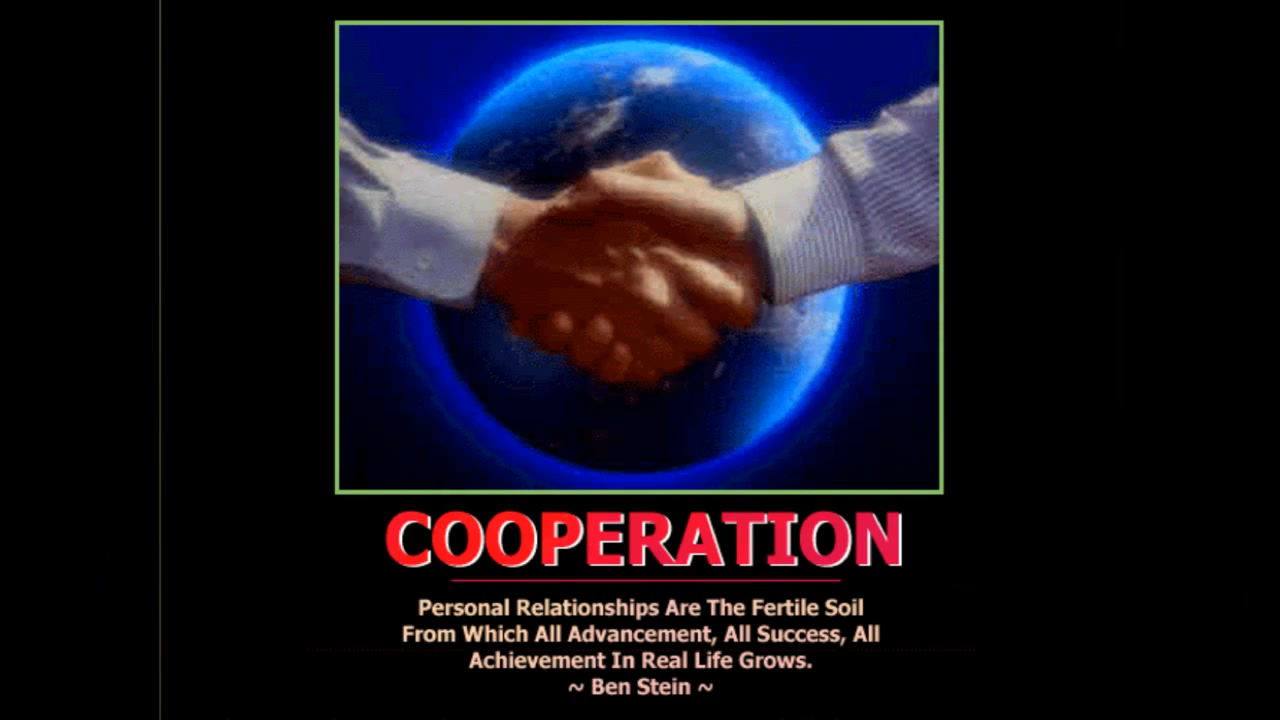 COOPERATION
Personal Relationships Are The Fertile Soil
From Which All Advancement, All Success, All
Achievement In Real Life Grows.
~ Ben Stein ~